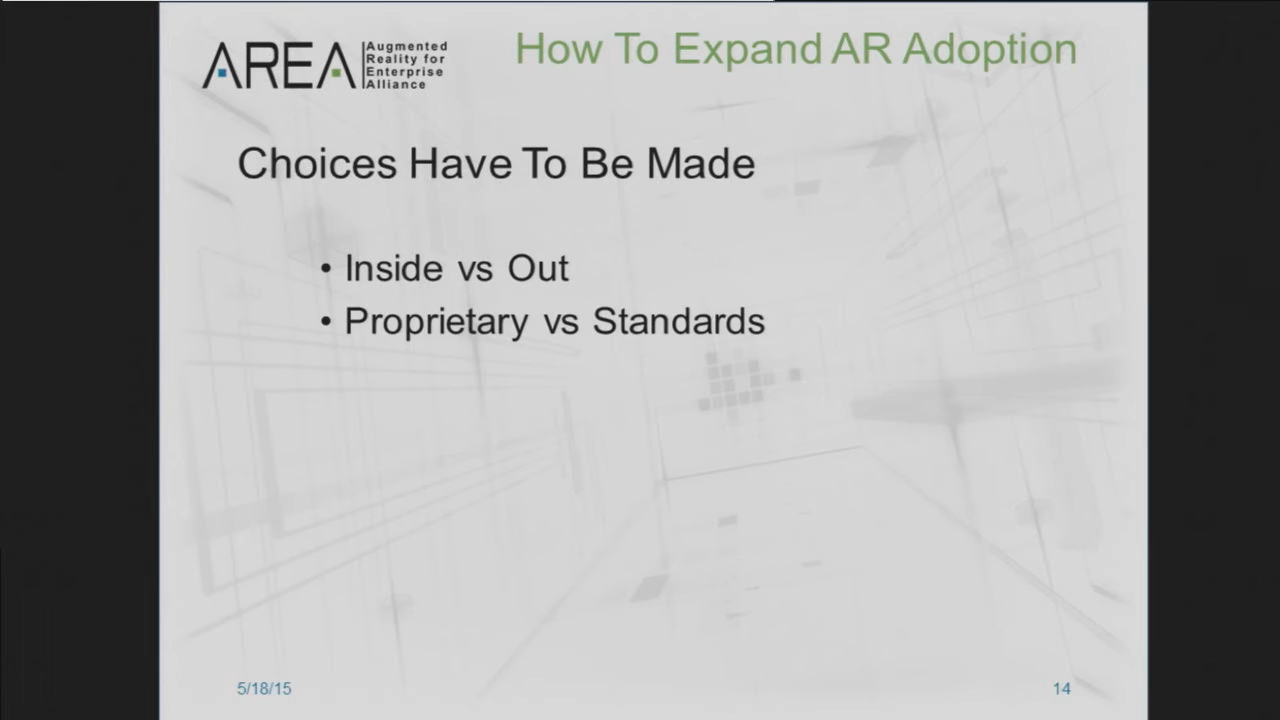 AREA
Augmented
Reality for
Enterprise
Alliance
How To Expand AR Adoption
Choices Have To Be Made
• Inside vs Out
• Proprietary vs Standards
5/18/15
14